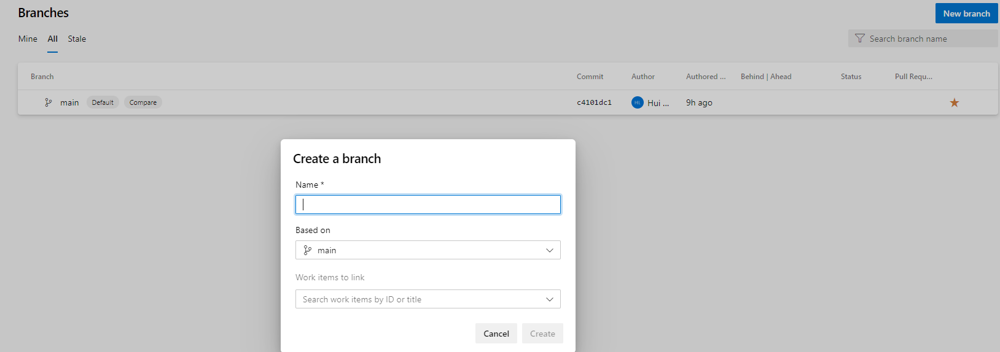 Branches
New branch
Mine All Stale
Search branch name
Branch Commit Author Authored ... Behind | Ahead Status Pull Requ...
main Default Compare c4101dc1 HL Hui ... 9h ago
Create a branch
Name *
Based on
main
Work items to link
Search work items by ID or title
Cancel Create